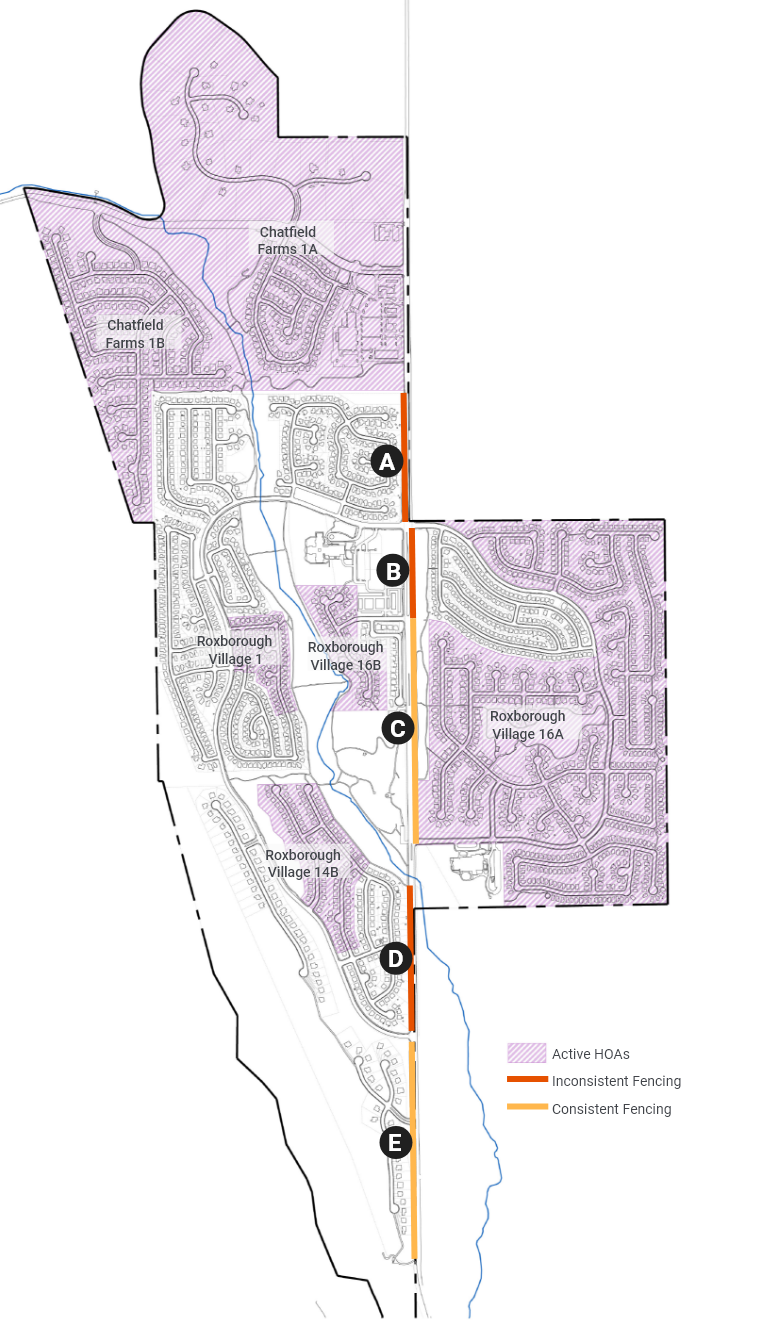 Chatfield
Farms 1A
Chatfield
Farms 1B
A
B
Roxborough
Village 1
Roxborough
Village 16B
C
Roxborough
Village 16A
Roxborough
Village 14B
D
Active HOAs
Inconsistent Fencing
Consistent Fencing
E